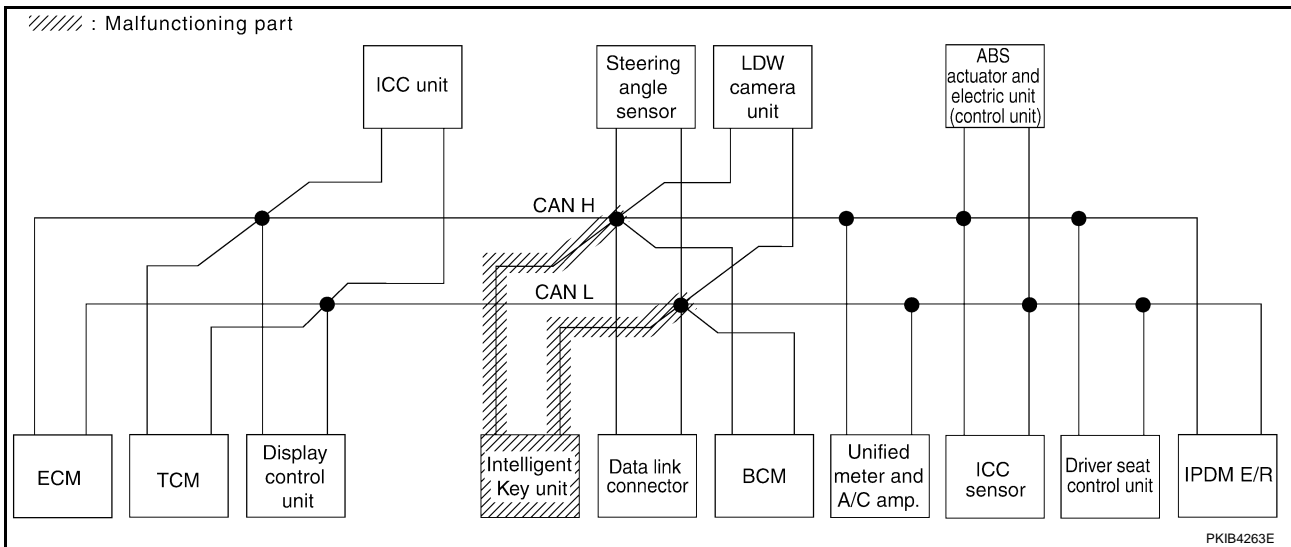 : Malfunctioning part
ICC unit
Steering
angle
sensor
LDW
camera
unit
ABS
actuator and
electric unit
(control unit)
CAN H
CAN L
ECM
TCM
Display
control
unit
Intelligent
Key unit
Data link
connector
BCM
Unified
meter and
A/C amp.
ICC
sensor
Driver seat
control unit
IPDM E/R
PKIB4263E